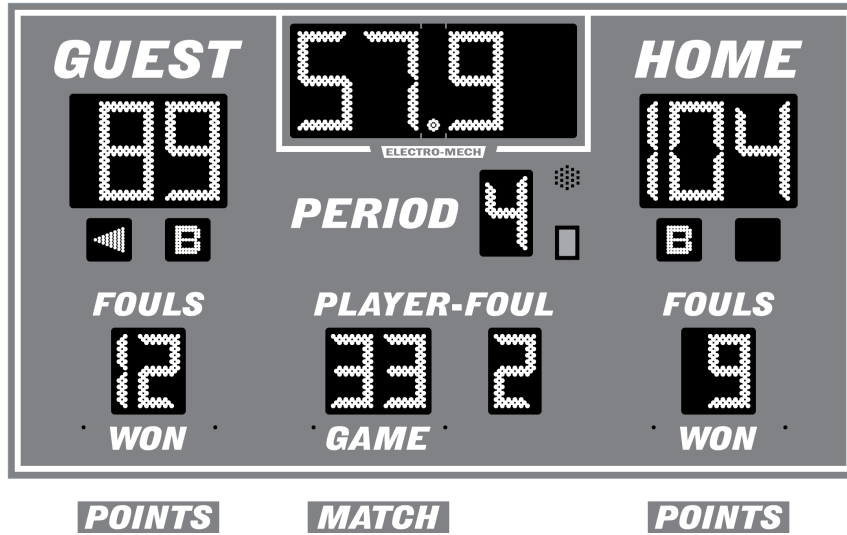 GUEST 57.9 HOME
89 ELECTRO-MECH 104
PERIOD 4
B B
FOULS PLAYER-FOUL FOULS
12 33 2 9
WON GAME WON
POINTS MATCH POINTS